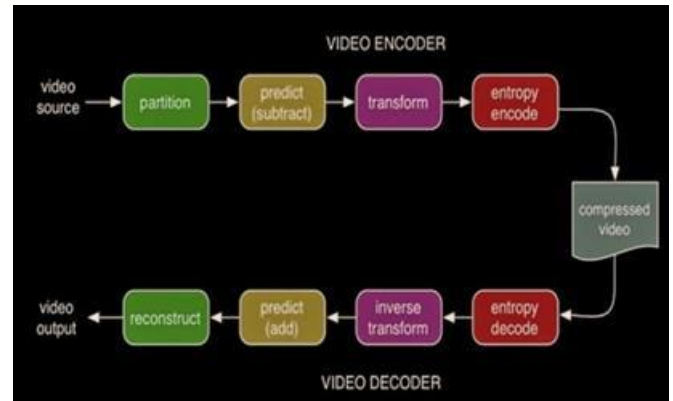 VIDEO ENCODER
video
source
partition
predict
(subtract)
transform
entropy
encode
compressed
video
video
output
reconstruct
predict
(add)
inverse
transform
entropy
decode
VIDEO DECODER